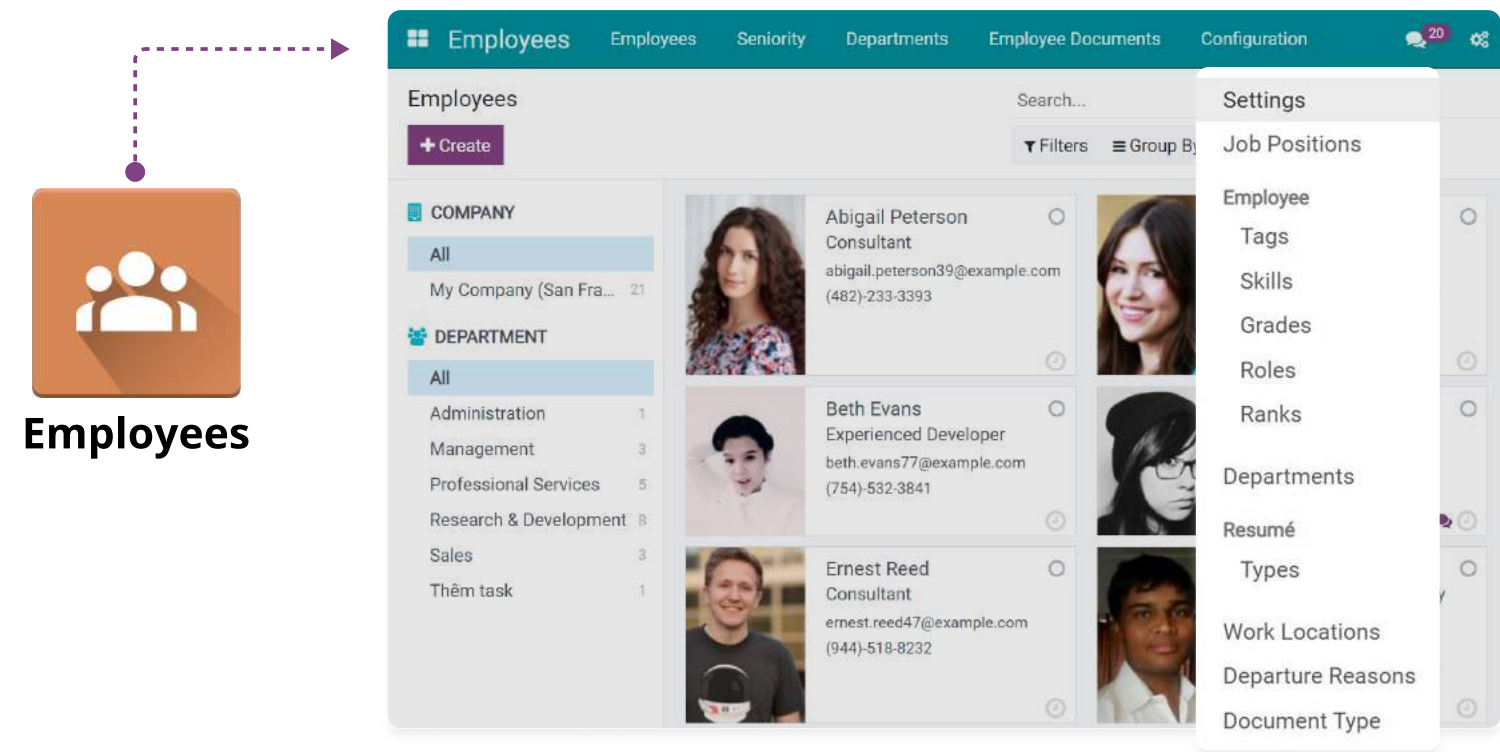 Employees
Employees
Employees
Seniority
Departments
Employee Documents
Configuration
20
Employees
Search...
+ Create
Filters
Group By
COMPANY
All
My Company (San Fra... 21
DEPARTMENT
All
Administration 1
Management 3
Professional Services 5
Research & Development 8
Sales 3
Thêm task 1
Abigail Peterson
Consultant
abigail.peterson39@example.com
(482)-233-3393
Beth Evans
Experienced Developer
beth.evans77@example.com
(754)-532-3841
Ernest Reed
Consultant
ernest.reed47@example.com
(944)-518-8232
Settings
Job Positions
Employee
Tags
Skills
Grades
Roles
Ranks
Departments
Resumé
Types
Work Locations
Departure Reasons
Document Type